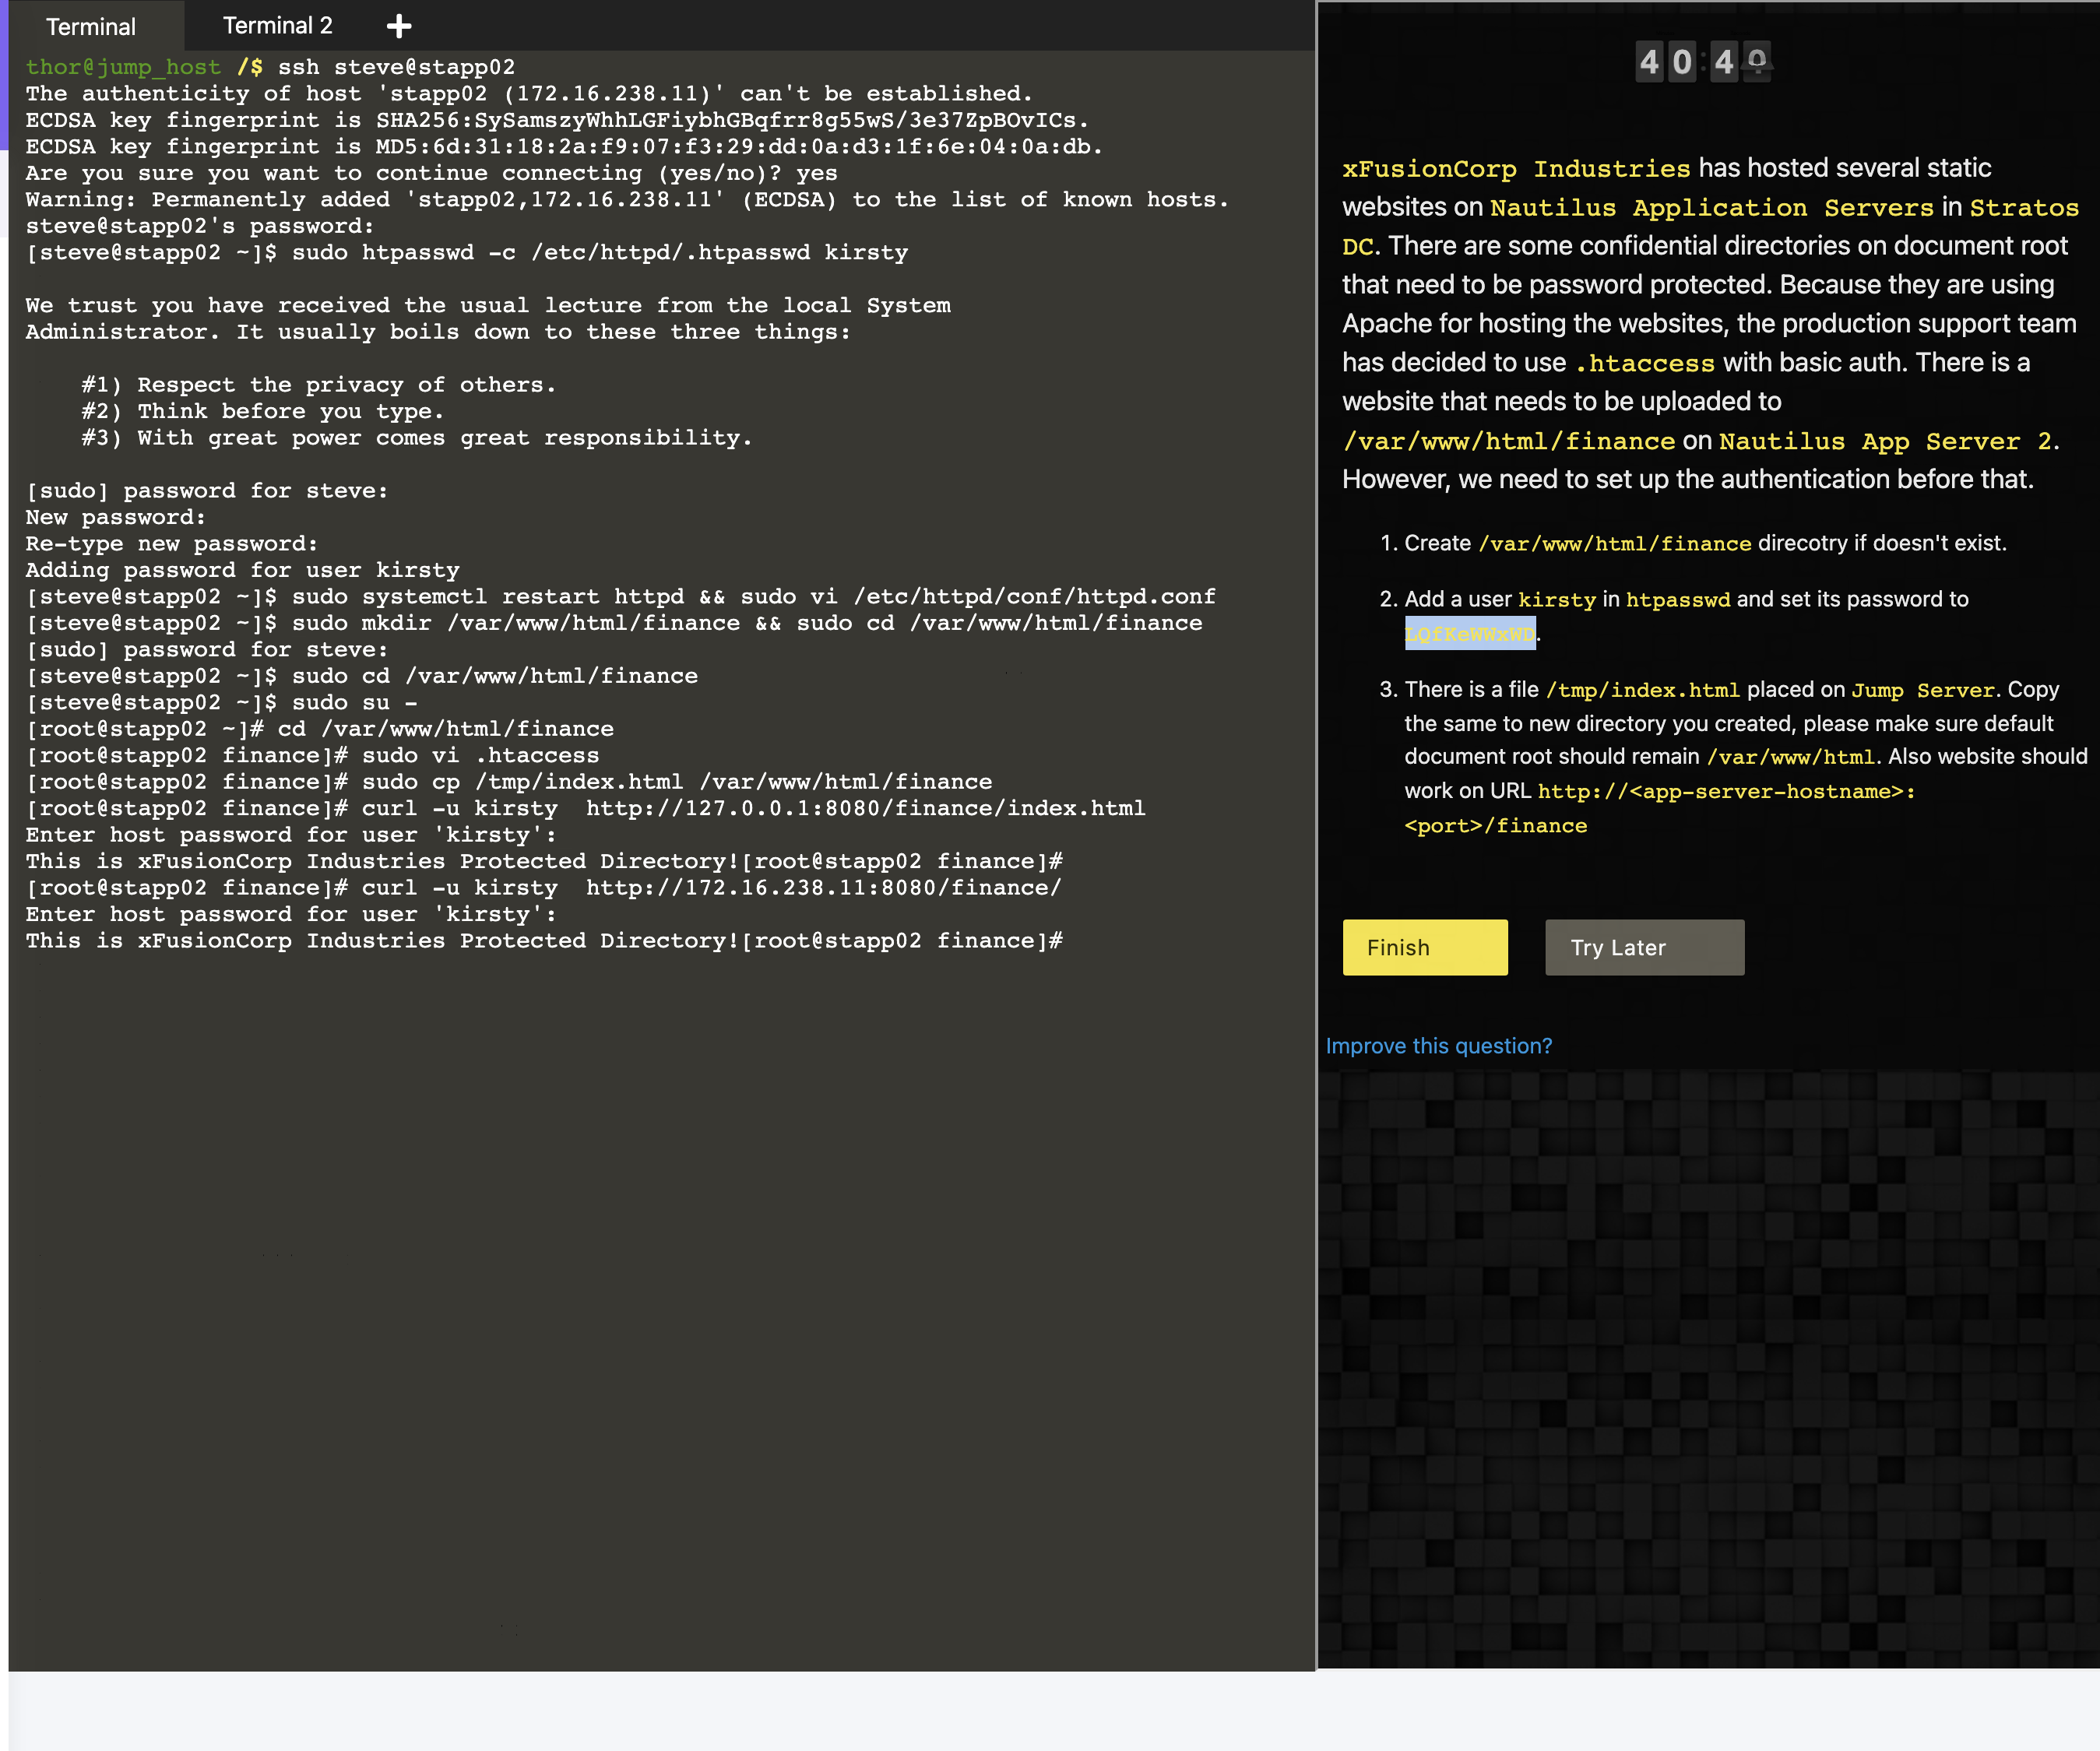 Terminal
Terminal 2
thor@jump_host /$ ssh steve@stapp02
The authenticity of host 'stapp02 (172.16.238.11)' can't be established.
ECDSA key fingerprint is SHA256:SySamszyWhhLGFiybhGBqfrr8g55wS/3e37ZpBOvICs.
ECDSA key fingerprint is MD5:6d:31:18:2a:f9:07:f3:29:dd:0a:d3:1f:6e:04:0a:db.
Are you sure you want to continue connecting (yes/no)? yes
Warning: Permanently added 'stapp02,172.16.238.11' (ECDSA) to the list of known hosts.
steve@stapp02's password:
[steve@stapp02 ~]$ sudo htpasswd -c /etc/httpd/.htpasswd kirsty
We trust you have received the usual lecture from the local System
Administrator. It usually boils down to these three things:
#1) Respect the privacy of others.
#2) Think before you type.
#3) With great power comes great responsibility.
[sudo] password for steve:
New password:
Re-type new password:
Adding password for user kirsty
[steve@stapp02 ~]$ sudo systemctl restart httpd && sudo vi /etc/httpd/conf/httpd.conf
[steve@stapp02 ~]$ sudo mkdir /var/www/html/finance && sudo cd /var/www/html/finance
[sudo] password for steve:
[steve@stapp02 ~]$ sudo cd /var/www/html/finance
[steve@stapp02 ~]$ sudo su -
[root@stapp02 ~]# cd /var/www/html/finance
[root@stapp02 finance]# sudo vi .htaccess
[root@stapp02 finance]# sudo cp /tmp/index.html /var/www/html/finance
[root@stapp02 finance]# curl -u kirsty  http://127.0.0.1:8080/finance/index.html
Enter host password for user 'kirsty':
This is xFusionCorp Industries Protected Directory![root@stapp02 finance]#
[root@stapp02 finance]# curl -u kirsty  http://172.16.238.11:8080/finance/
Enter host password for user 'kirsty':
This is xFusionCorp Industries Protected Directory![root@stapp02 finance]#
40:4
xFusionCorp Industries has hosted several static
websites on Nautilus Application Servers in Stratos
DC. There are some confidential directories on document root
that need to be password protected. Because they are using
Apache for hosting the websites, the production support team
has decided to use .htaccess with basic auth. There is a
website that needs to be uploaded to
/var/www/html/finance on Nautilus App Server 2.
However, we need to set up the authentication before that.
1. Create /var/www/html/finance direcotry if doesn't exist.
2. Add a user kirsty in htpasswd and set its password to
LQfKeWWxWD.
3. There is a file /tmp/index.html placed on Jump Server. Copy
the same to new directory you created, please make sure default
document root should remain /var/www/html. Also website should
work on URL http://<app-server-hostname>:
<port>/finance
Finish
Try Later
Improve this question?